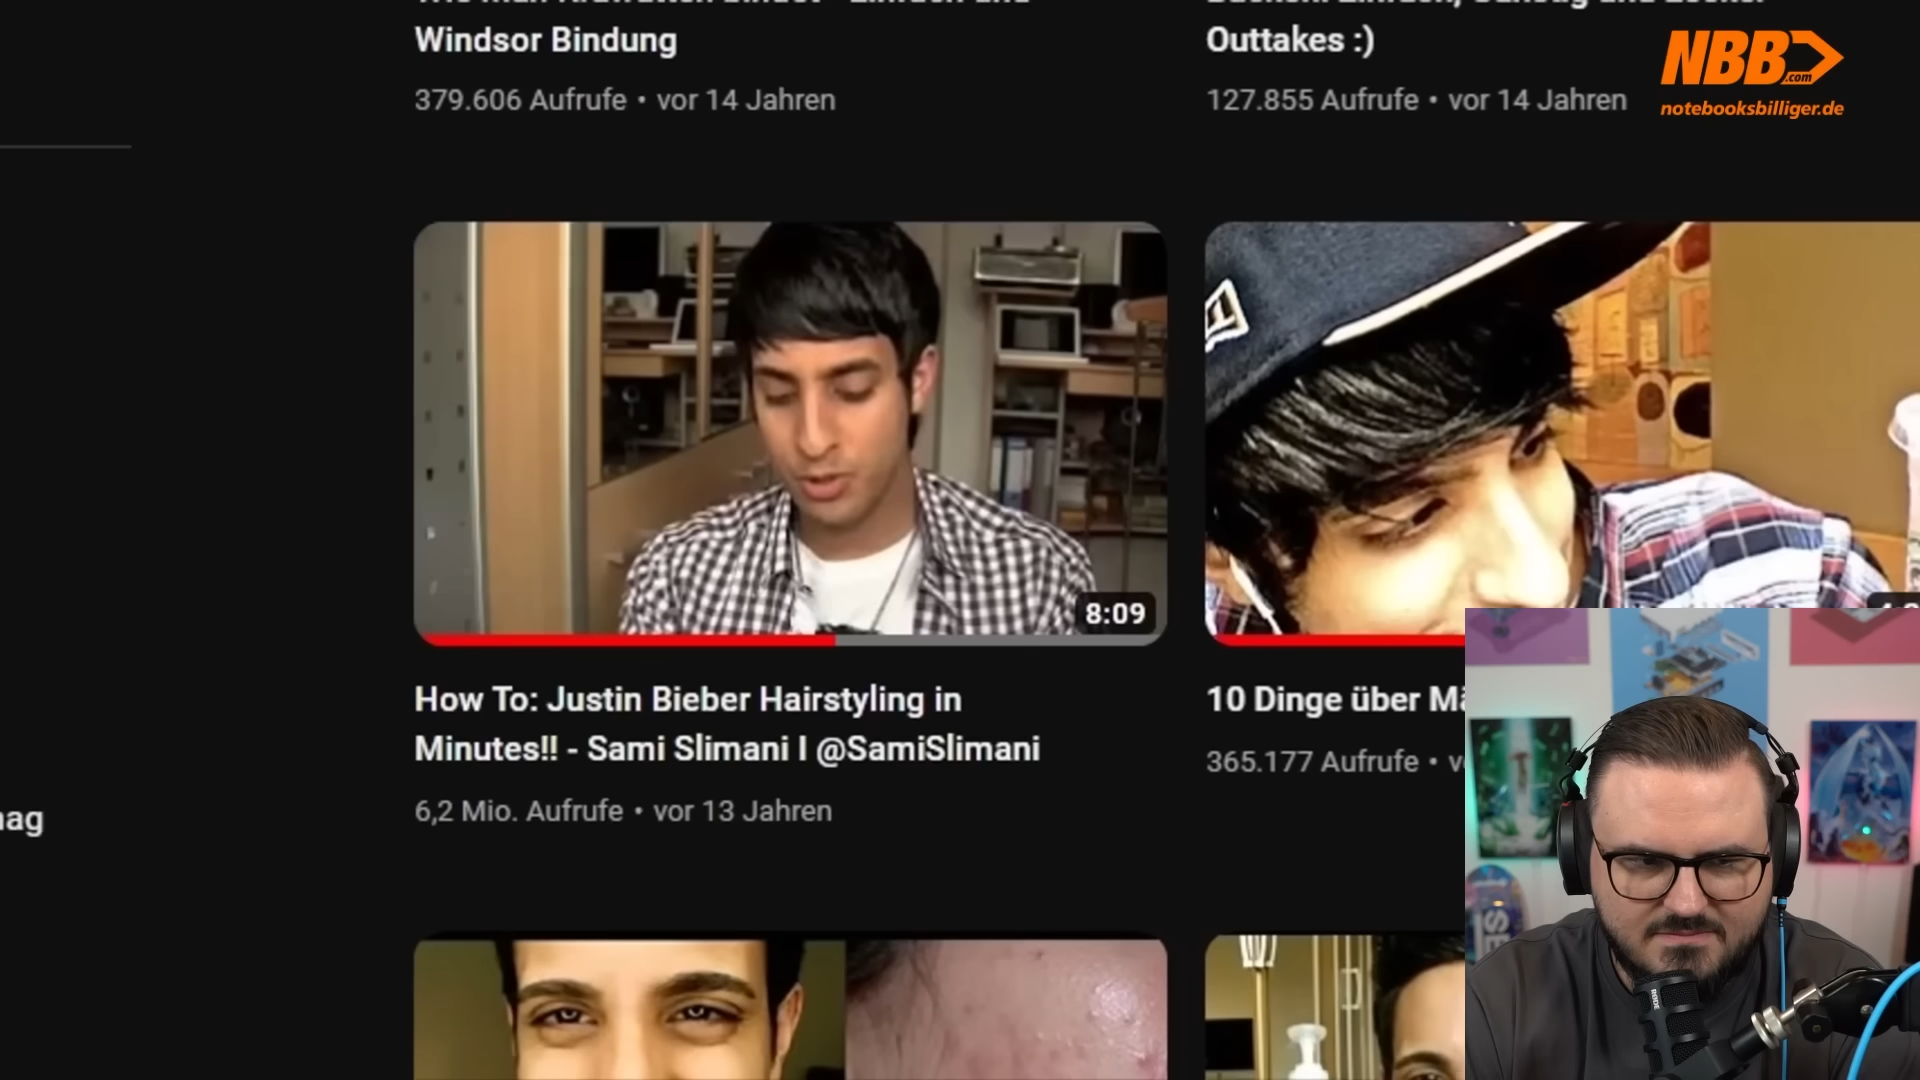 Windsor Bindung
379.606 Aufrufe • vor 14 Jahren
Outtakes :)
127.855 Aufrufe • vor 14 Jahren
NBB.com
notebooksbilliger.de
8:09
How To: Justin Bieber Hairstyling in
Minutes!! - Sami Slimani I @SamiSlimani
6,2 Mio. Aufrufe • vor 13 Jahren
10 Dinge über
365.177 Aufrufe •
RODE